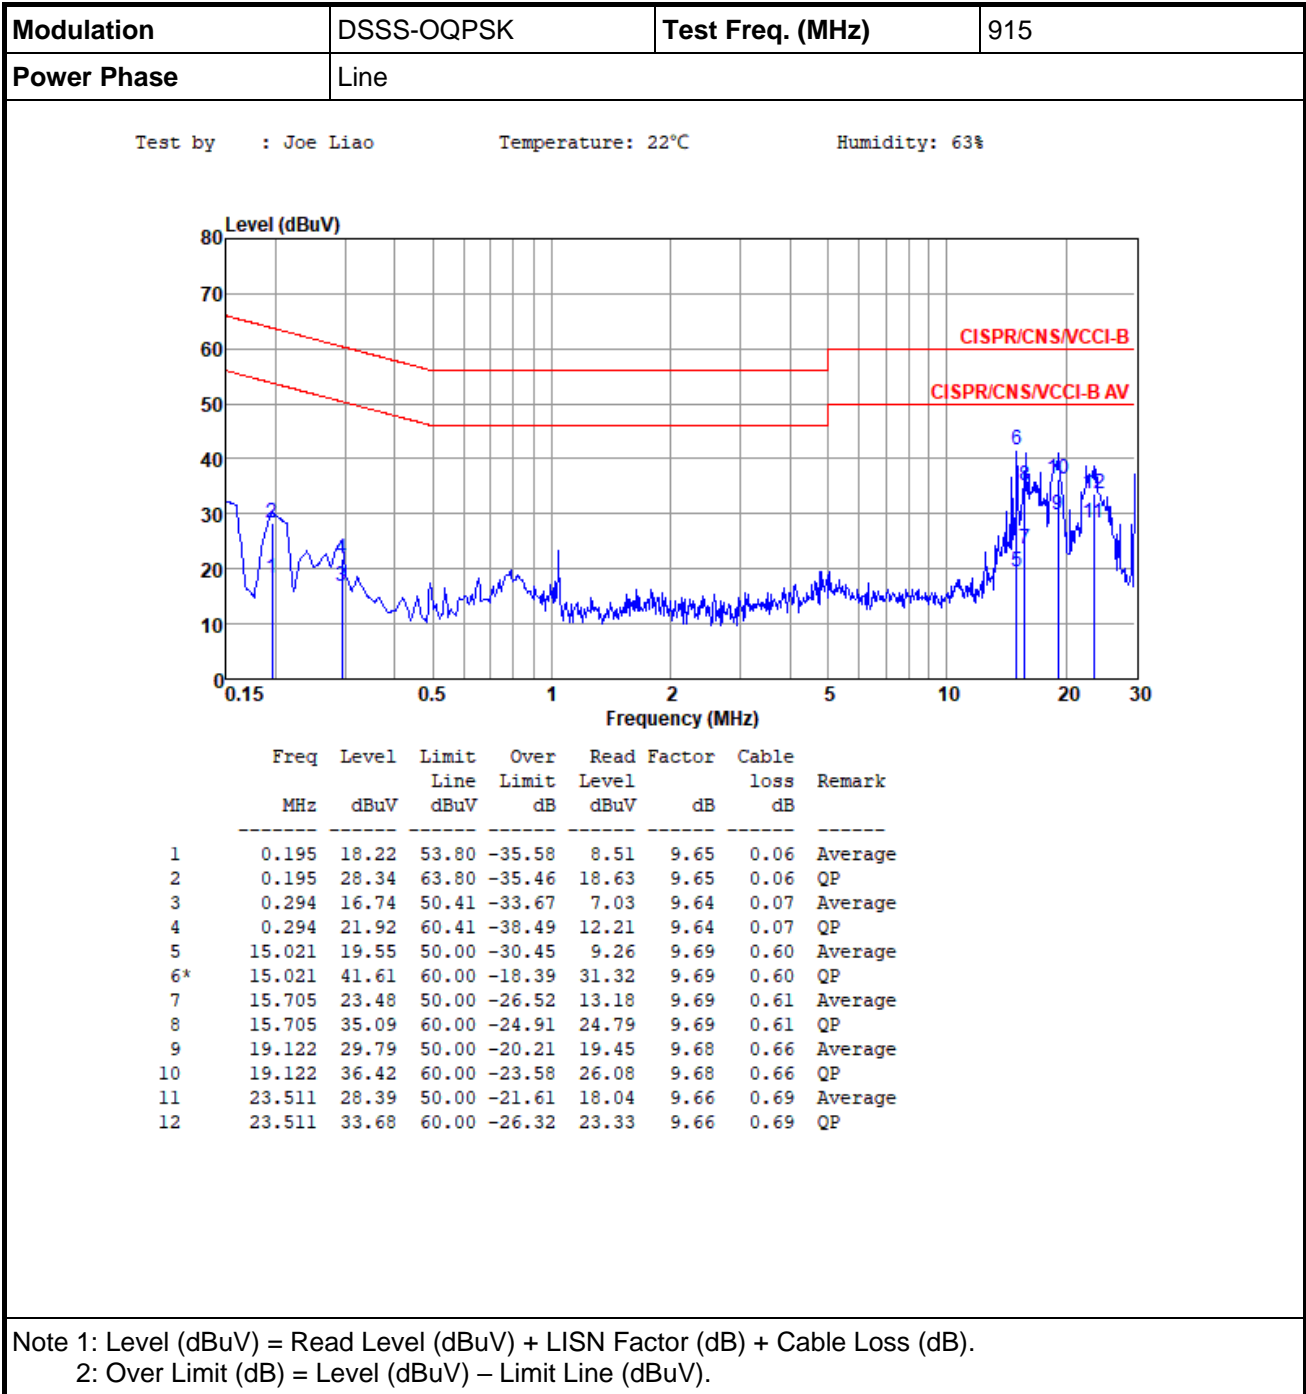 Modulation DSSS-OQPSK Test Freq. (MHz) 915
Power Phase Line
Test by : Joe Liao Temperature: 22°C Humidity: 63%
Level (dBuV)
80
70
60
50
40
30
20
10
0
CISPR/CNS/VCCI-B
CISPR/CNS/VCCI-B AV
1
2
3
4
5
6
7
8
9
10
11
12
0.15 0.5 1 2 5 10 20 30
Frequency (MHz)
Freq Level Limit Over Read Factor Cable
Line Limit Level loss Remark
MHz dBuV dBuV dB dBuV dB dB
------- ------ ------ ------ ------ ------ ------ ------
1 0.195 18.22 53.80 -35.58 8.51 9.65 0.06 Average
2 0.195 28.34 63.80 -35.46 18.63 9.65 0.06 QP
3 0.294 16.74 50.41 -33.67 7.03 9.64 0.07 Average
4 0.294 21.92 60.41 -38.49 12.21 9.64 0.07 QP
5 15.021 19.55 50.00 -30.45 9.26 9.69 0.60 Average
6* 15.021 41.61 60.00 -18.39 31.32 9.69 0.60 QP
7 15.705 23.48 50.00 -26.52 13.18 9.69 0.61 Average
8 15.705 35.09 60.00 -24.91 24.79 9.69 0.61 QP
9 19.122 29.79 50.00 -20.21 19.45 9.68 0.66 Average
10 19.122 36.42 60.00 -23.58 26.08 9.68 0.66 QP
11 23.511 28.39 50.00 -21.61 18.04 9.66 0.69 Average
12 23.511 33.68 60.00 -26.32 23.33 9.66 0.69 QP
Note 1: Level (dBuV) = Read Level (dBuV) + LISN Factor (dB) + Cable Loss (dB).
2: Over Limit (dB) = Level (dBuV) – Limit Line (dBuV).